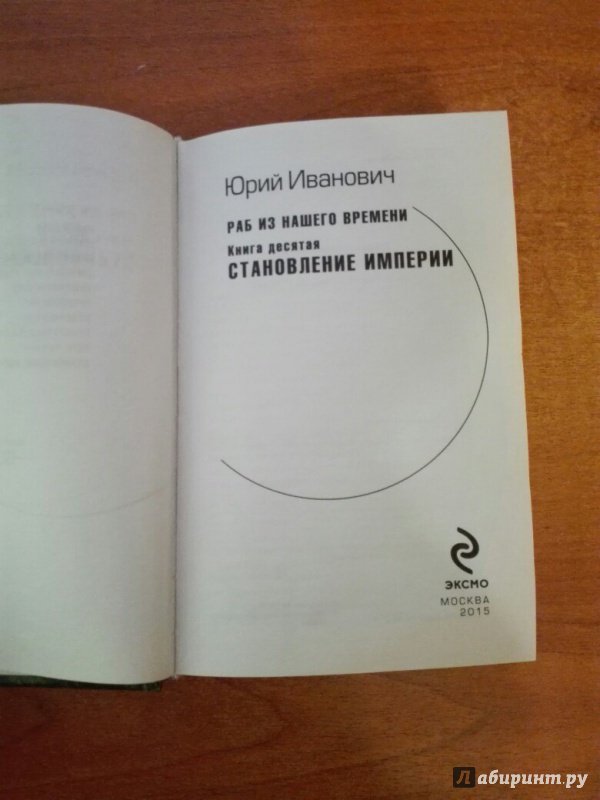 Юрий Иванович
РАБ ИЗ НАШЕГО ВРЕМЕНИ
Книга десятая
СТАНОВЛЕНИЕ ИМПЕРИИ
ЭКСМО
МОСКВА
2015
Лабиринт.ру